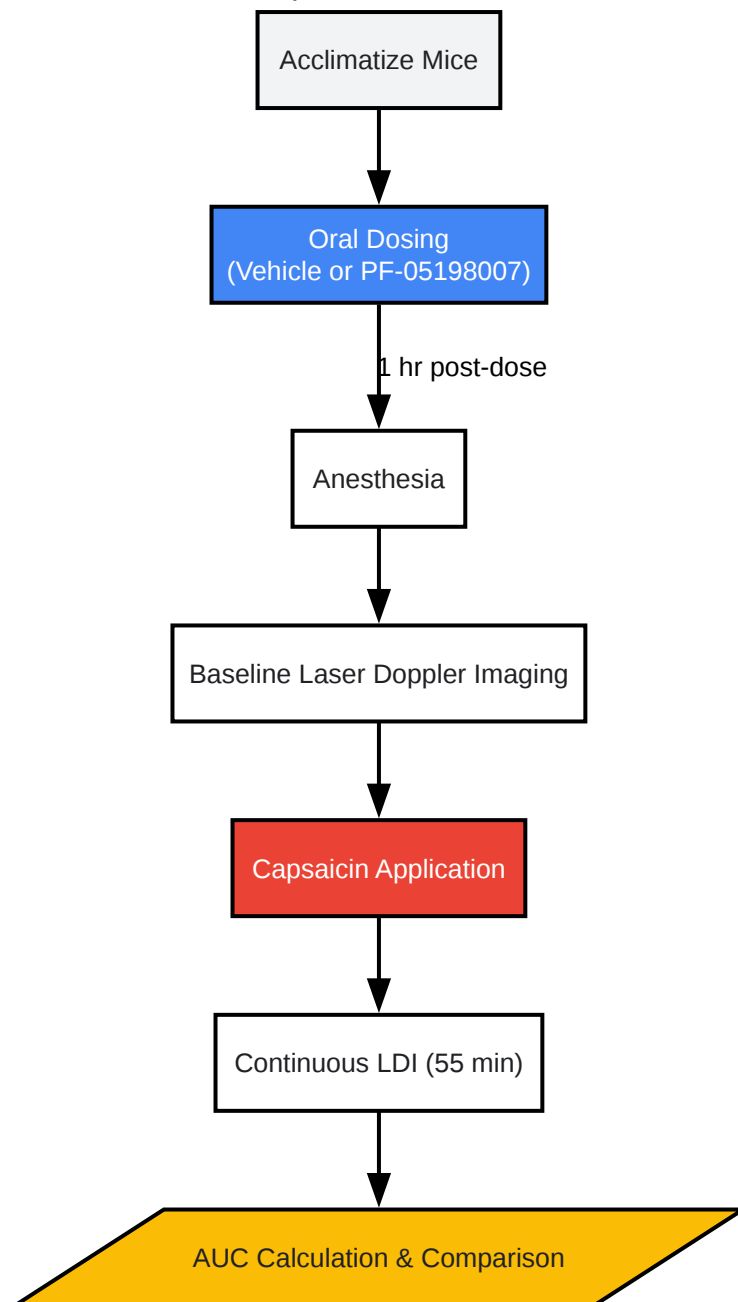 Acclimatize Mice
Oral Dosing
(Vehicle or PF-05198007)
1 hr post-dose
Anesthesia
Baseline Laser Doppler Imaging
Capsaicin Application
Continuous LDI (55 min)
AUC Calculation & Comparison